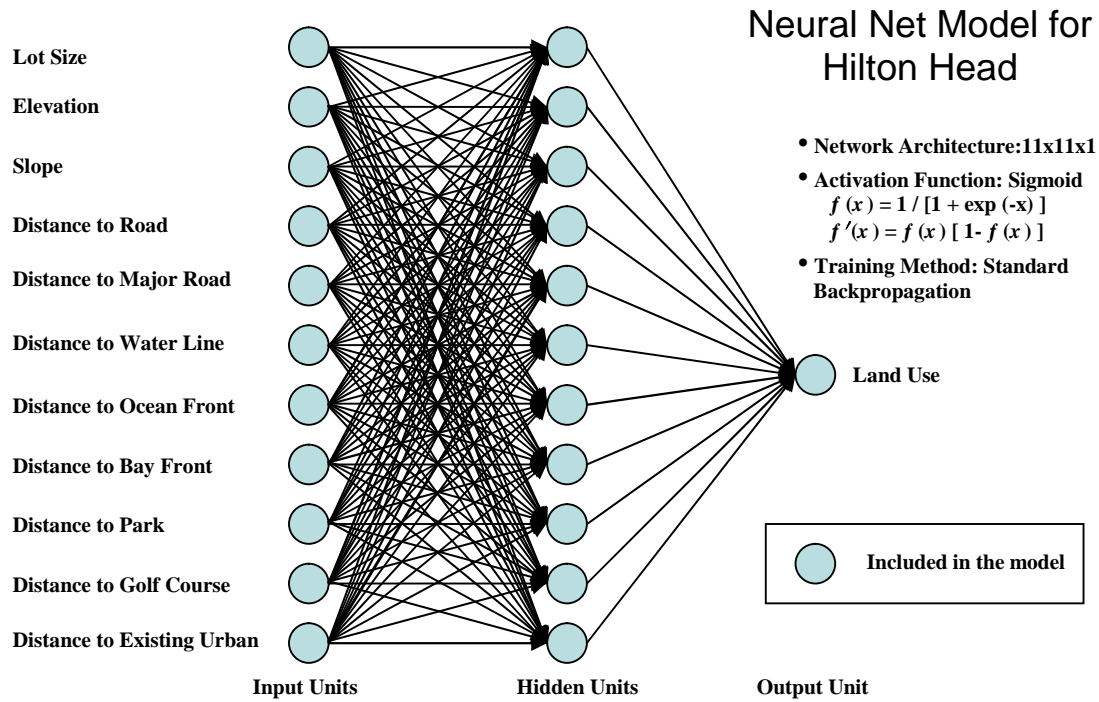 Neural Net Model for
Hilton Head
• Network Architecture:11x11x1
• Activation Function: Sigmoid
f (x ) = 1 / [1 + exp (-x) ]
f ′(x ) = f (x ) [ 1- f (x ) ]
• Training Method: Standard
Backpropagation
Lot Size
Elevation
Slope
Distance to Road
Distance to Major Road
Distance to Water Line
Distance to Ocean Front
Distance to Bay Front
Distance to Park
Distance to Golf Course
Distance to Existing Urban
Land Use
Included in the model
Input Units
Hidden Units
Output Unit